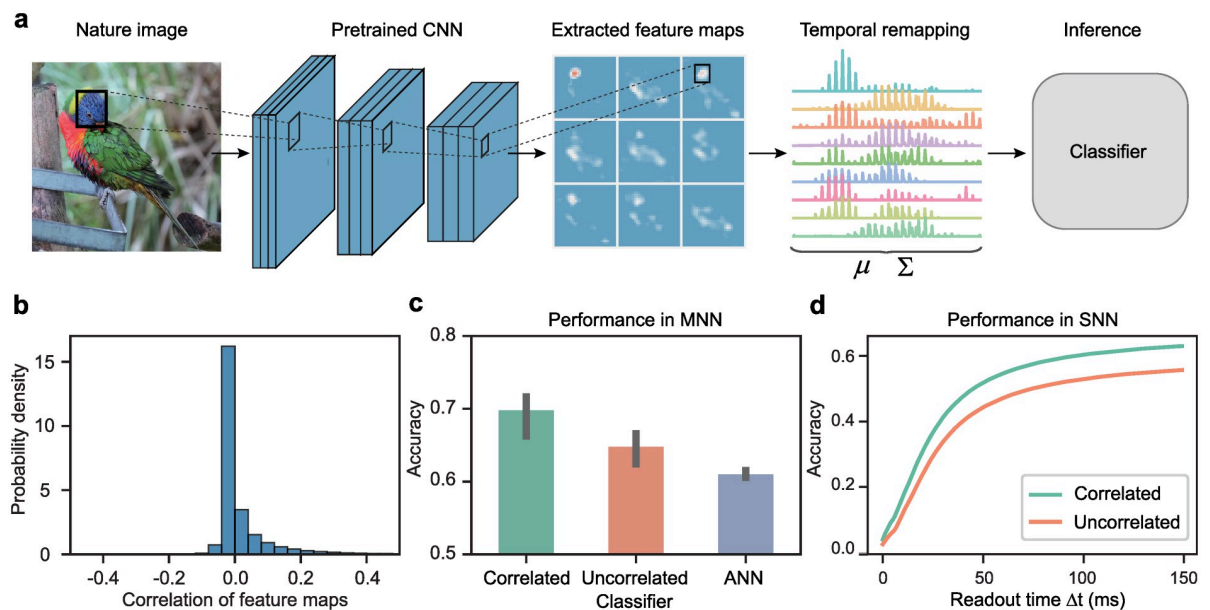 a
Nature image
Pretrained CNN
Extracted feature maps
Temporal remapping
Inference
Classifier
μ Σ
b
Probability density
15
10
5
0
-0.4
-0.2
0.0
0.2
0.4
Correlation of feature maps
c
Performance in MNN
Accuracy
0.8
0.7
0.6
0.5
Correlated
Uncorrelated
ANN
Classifier
d
Performance in SNN
Accuracy
0.6
0.4
0.2
0.0
Correlated
Uncorrelated
0
50
100
150
Readout time Δt (ms)